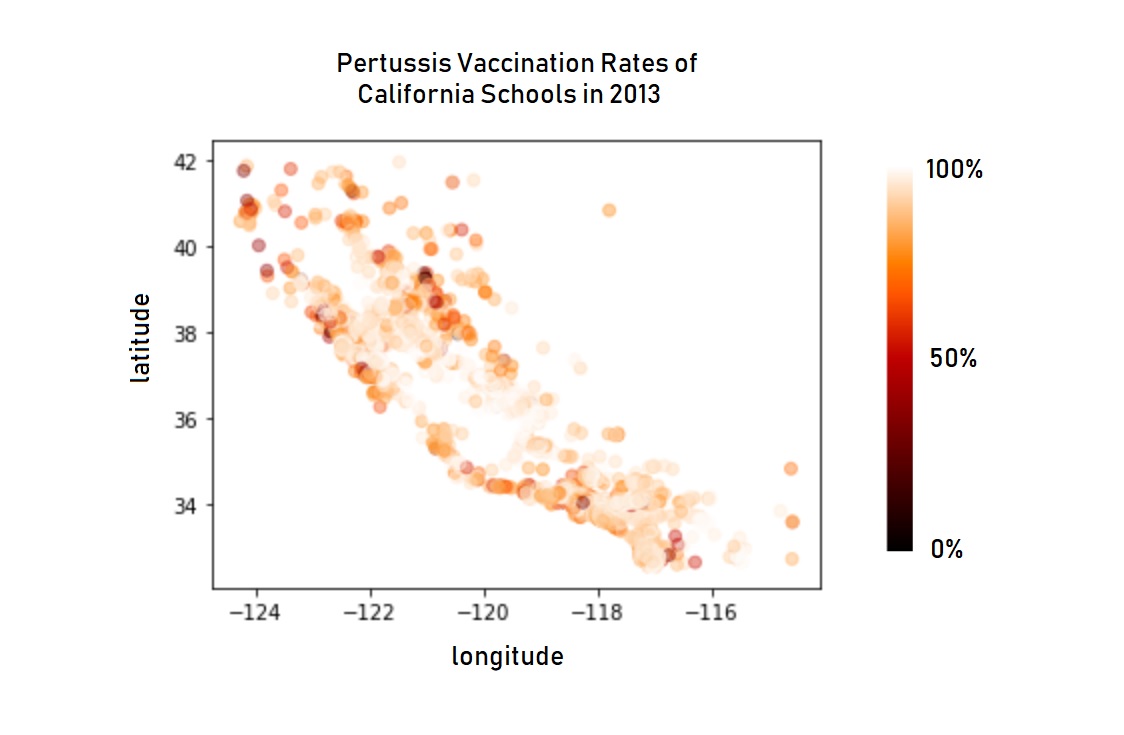 Pertussis Vaccination Rates of
California Schools in 2013
42
40
38
36
34
−124 −122 −120 −118 −116
latitude
longitude
100%
50%
0%